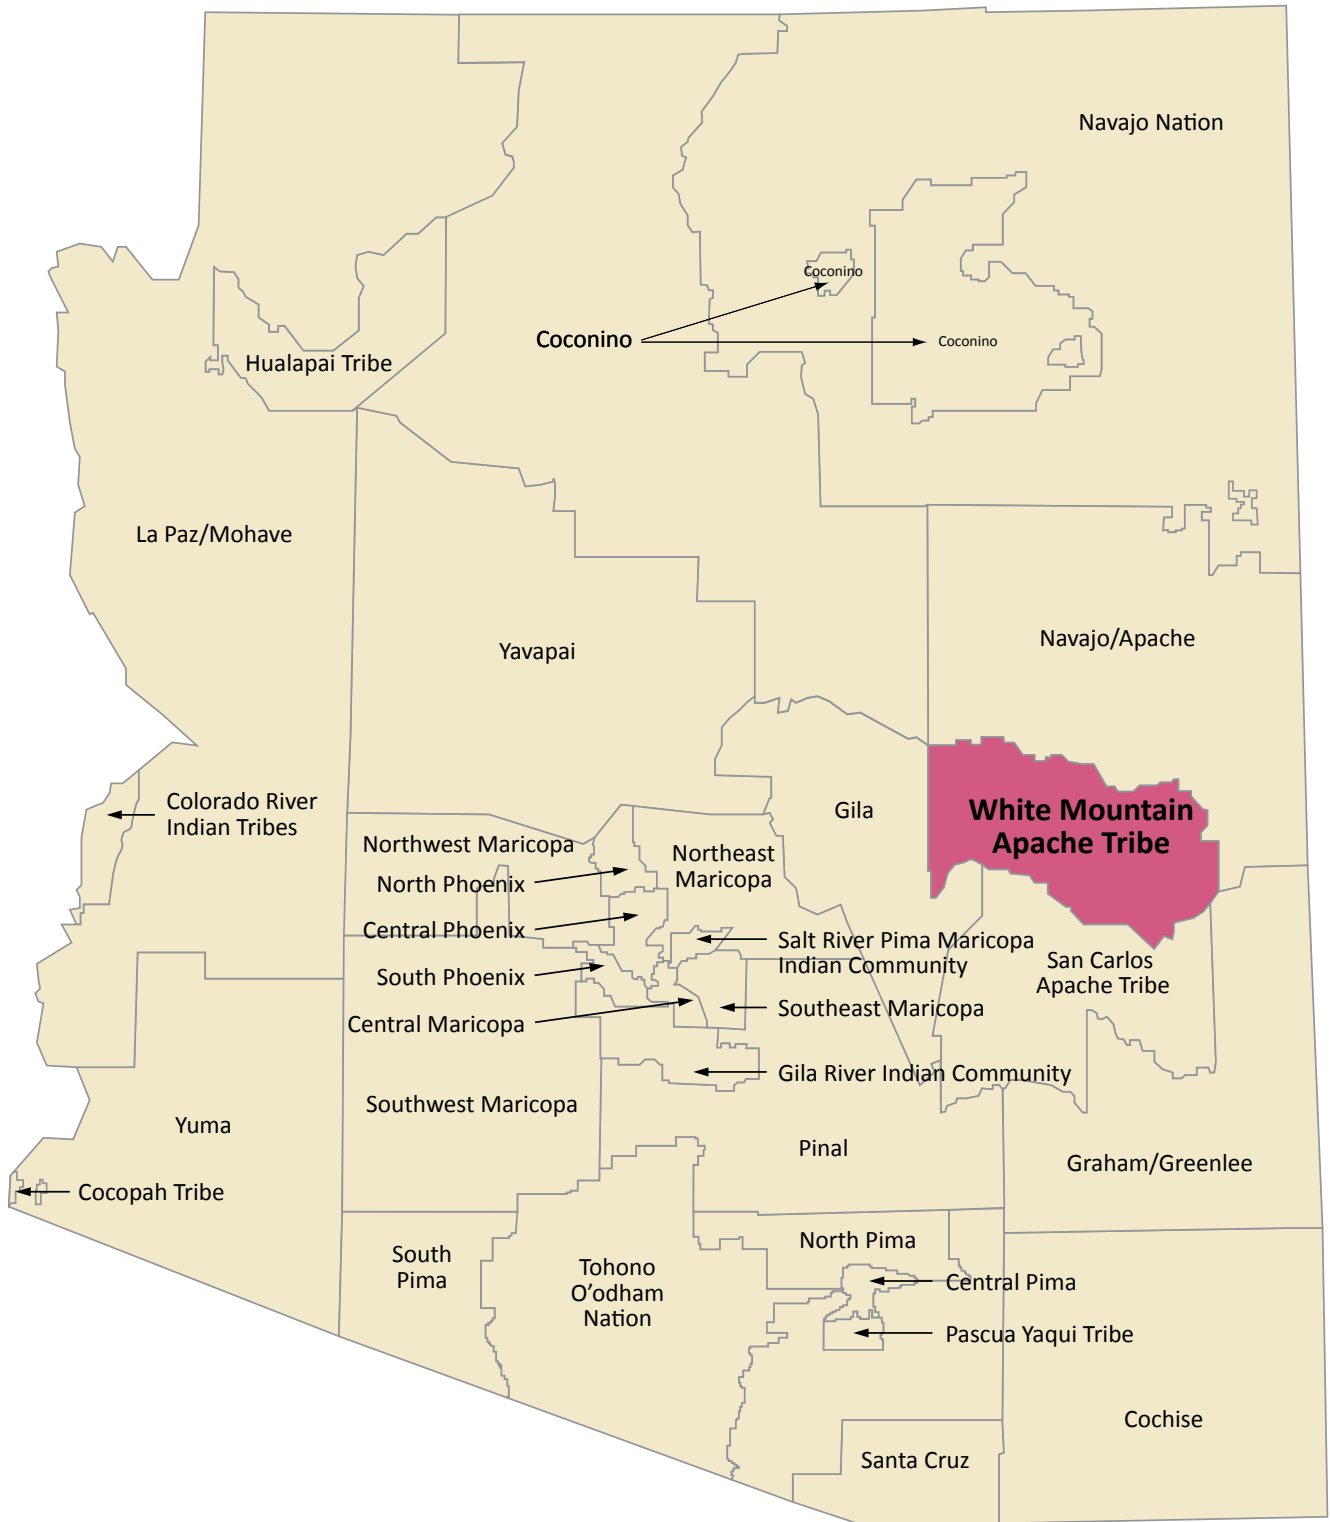 Navajo Nation
Coconino
Coconino
Coconino
Hualapai Tribe
La Paz/Mohave
Yavapai
Navajo/Apache
Colorado River
Indian Tribes
Gila
White Mountain
Apache Tribe
Northwest Maricopa
Northeast
Maricopa
North Phoenix
Central Phoenix
Salt River Pima Maricopa
Indian Community
San Carlos
Apache Tribe
South Phoenix
Southeast Maricopa
Central Maricopa
Gila River Indian Community
Southwest Maricopa
Yuma
Pinal
Graham/Greenlee
Cocopah Tribe
South
Pima
Tohono
O’odham
Nation
North Pima
Central Pima
Pascua Yaqui Tribe
Cochise
Santa Cruz